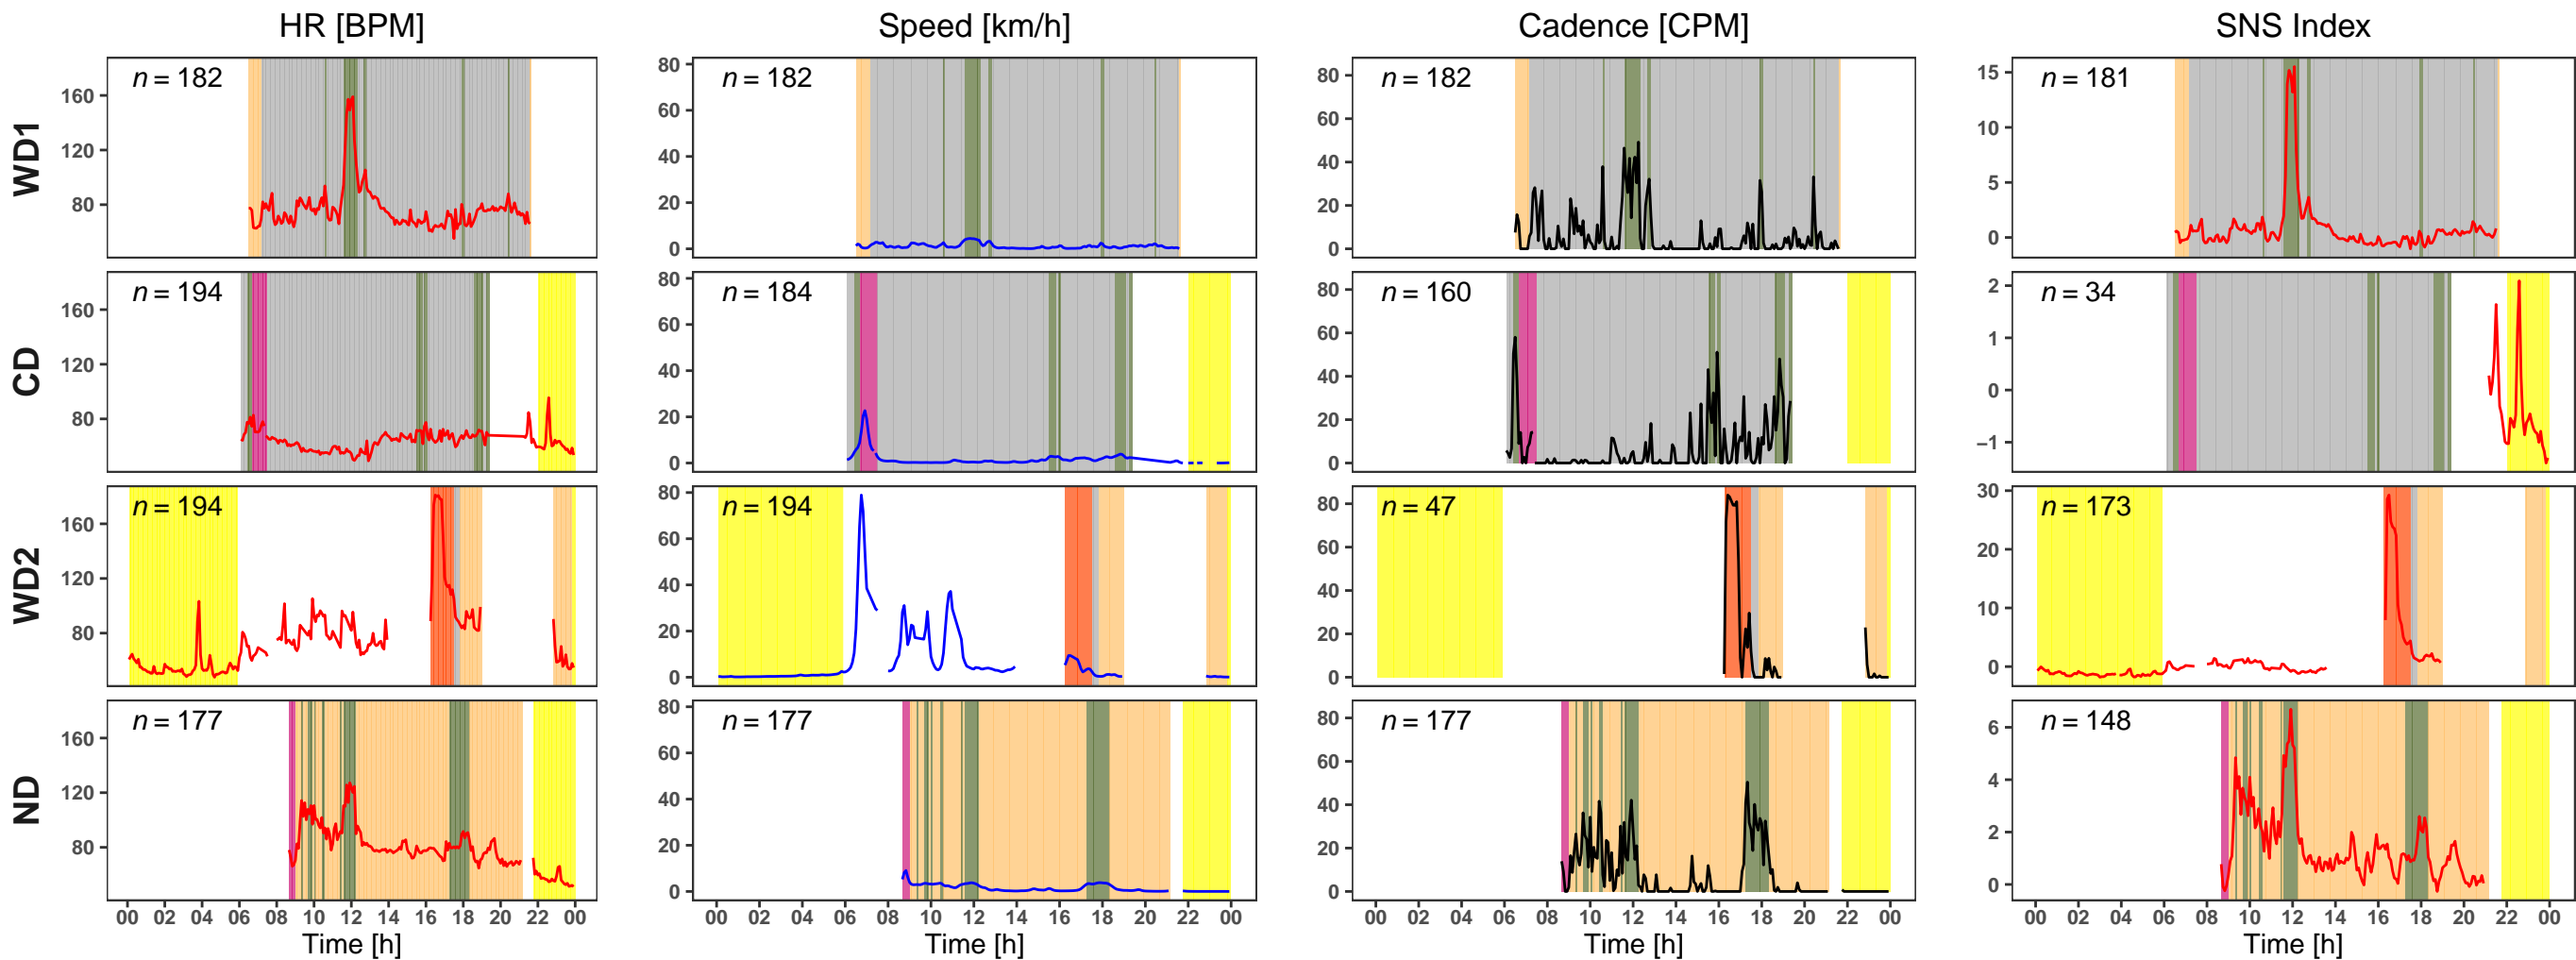 HR [BPM] Speed [km/h] Cadence [CPM] SNS Index
WD1
n = 182
160
120
80
n = 182
80
60
40
20
0
n = 182
80
60
40
20
0
n = 181
15
10
5
0
CD
n = 194
160
120
80
n = 184
80
60
40
20
0
n = 160
80
60
40
20
0
n = 34
2
1
0
−1
WD2
n = 194
160
120
80
n = 194
80
60
40
20
0
n = 47
80
60
40
20
0
n = 173
30
20
10
0
ND
n = 177
160
120
80
n = 177
80
60
40
20
0
n = 177
80
60
40
20
0
n = 148
6
4
2
0
00 02 04 06 08 10 12 14 16 18 20 22 00
00 02 04 06 08 10 12 14 16 18 20 22 00
00 02 04 06 08 10 12 14 16 18 20 22 00
00 02 04 06 08 10 12 14 16 18 20 22 00
Time [h] Time [h] Time [h] Time [h]